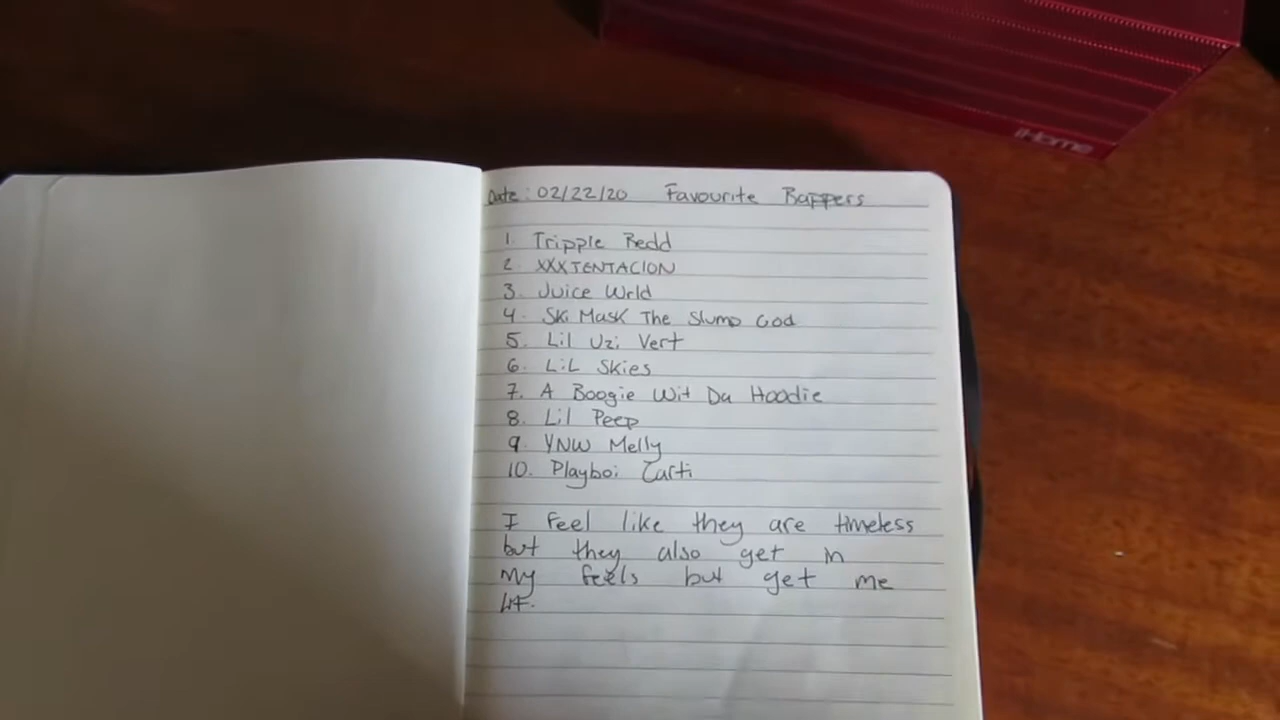 iHome
Date: 02/22/20 Favourite Rappers
1. Tripple Redd
2. XXXTENTACION
3. Juice Wrld
4. Ski Mask The Slump God
5. Lil Uzi Vert
6. LiL Skies
7. A Boogie Wit Da Hoodie
8. Lil Peep
9. YNW Melly
10. Playboi Carti
I feel like they are timeless
but they also get in
My feels but get me
lit.